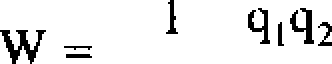 W = 1 q₁q₂